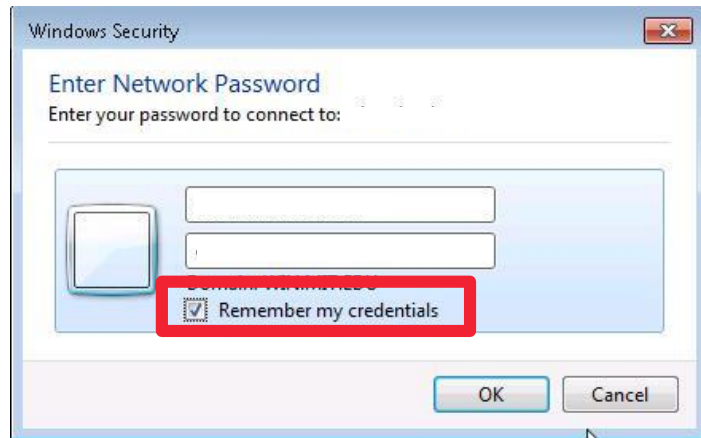 Windows Security
Enter Network Password
Enter your password to connect to:
Remember my credentials
OK
Cancel